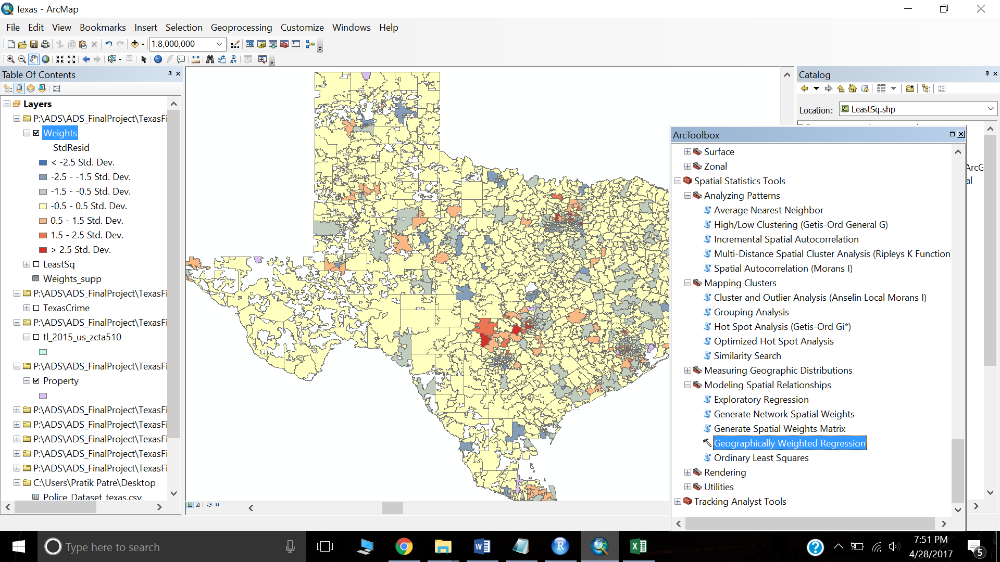 Texas - ArcMap
File Edit View Bookmarks Insert Selection Geoprocessing Customize Windows Help
1:8,000,000
Table Of Contents
Layers
P:\ADS\ADS_FinalProject\TexasFi
Weights
StdResid
< -2.5 Std. Dev.
-2.5 - -1.5 Std. Dev.
-1.5 - -0.5 Std. Dev.
-0.5 - 0.5 Std. Dev.
0.5 - 1.5 Std. Dev.
1.5 - 2.5 Std. Dev.
> 2.5 Std. Dev.
LeastSq
Weights_supp
P:\ADS\ADS_FinalProject\TexasFi
TexasCrime
P:\ADS\ADS_FinalProject\TexasFi
tl_2015_us_zcta510
P:\ADS\ADS_FinalProject\TexasFi
Property
P:\ADS\ADS_FinalProject\TexasFi
P:\ADS\ADS_FinalProject\TexasFi
P:\ADS\ADS_FinalProject\TexasFi
P:\ADS\ADS_FinalProject\TexasFi
P:\ADS\ADS_FinalProject\TexasFi
C:\Users\Pratik Patre\Desktop
Police_Dataset_texas.csv
Catalog
Location: LeastSq.shp
ArcG
al
ArcToolbox
Surface
Zonal
Spatial Statistics Tools
Analyzing Patterns
Average Nearest Neighbor
High/Low Clustering (Getis-Ord General G)
Incremental Spatial Autocorrelation
Multi-Distance Spatial Cluster Analysis (Ripleys K Function
Spatial Autocorrelation (Morans I)
Mapping Clusters
Cluster and Outlier Analysis (Anselin Local Morans I)
Grouping Analysis
Hot Spot Analysis (Getis-Ord Gi*)
Optimized Hot Spot Analysis
Similarity Search
Measuring Geographic Distributions
Modeling Spatial Relationships
Exploratory Regression
Generate Network Spatial Weights
Generate Spatial Weights Matrix
Geographically Weighted Regression
Ordinary Least Squares
Rendering
Utilities
Tracking Analyst Tools
Type here to search
7:51 PM
4/28/2017
5